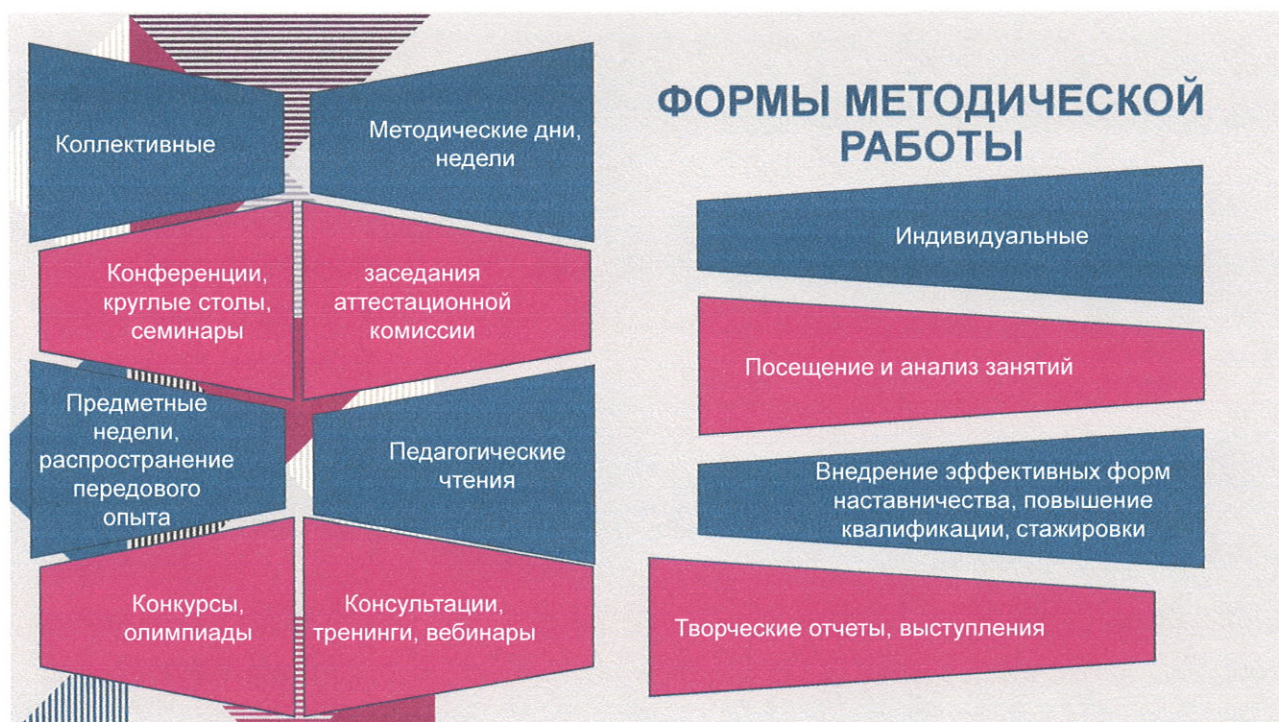 ФОРМЫ МЕТОДИЧЕСКОЙ
РАБОТЫ
Коллективные
Методические дни,
недели
Конференции,
круглые столы,
семинары
заседания
аттестационной
комиссии
Предметные
недели,
распространение
передового
опыта
Педагогические
чтения
Конкурсы,
олимпиады
Консультации,
тренинги, вебинары
Индивидуальные
Посещение и анализ занятий
Внедрение эффективных форм
наставничества, повышение
квалификации, стажировки
Творческие отчеты, выступления